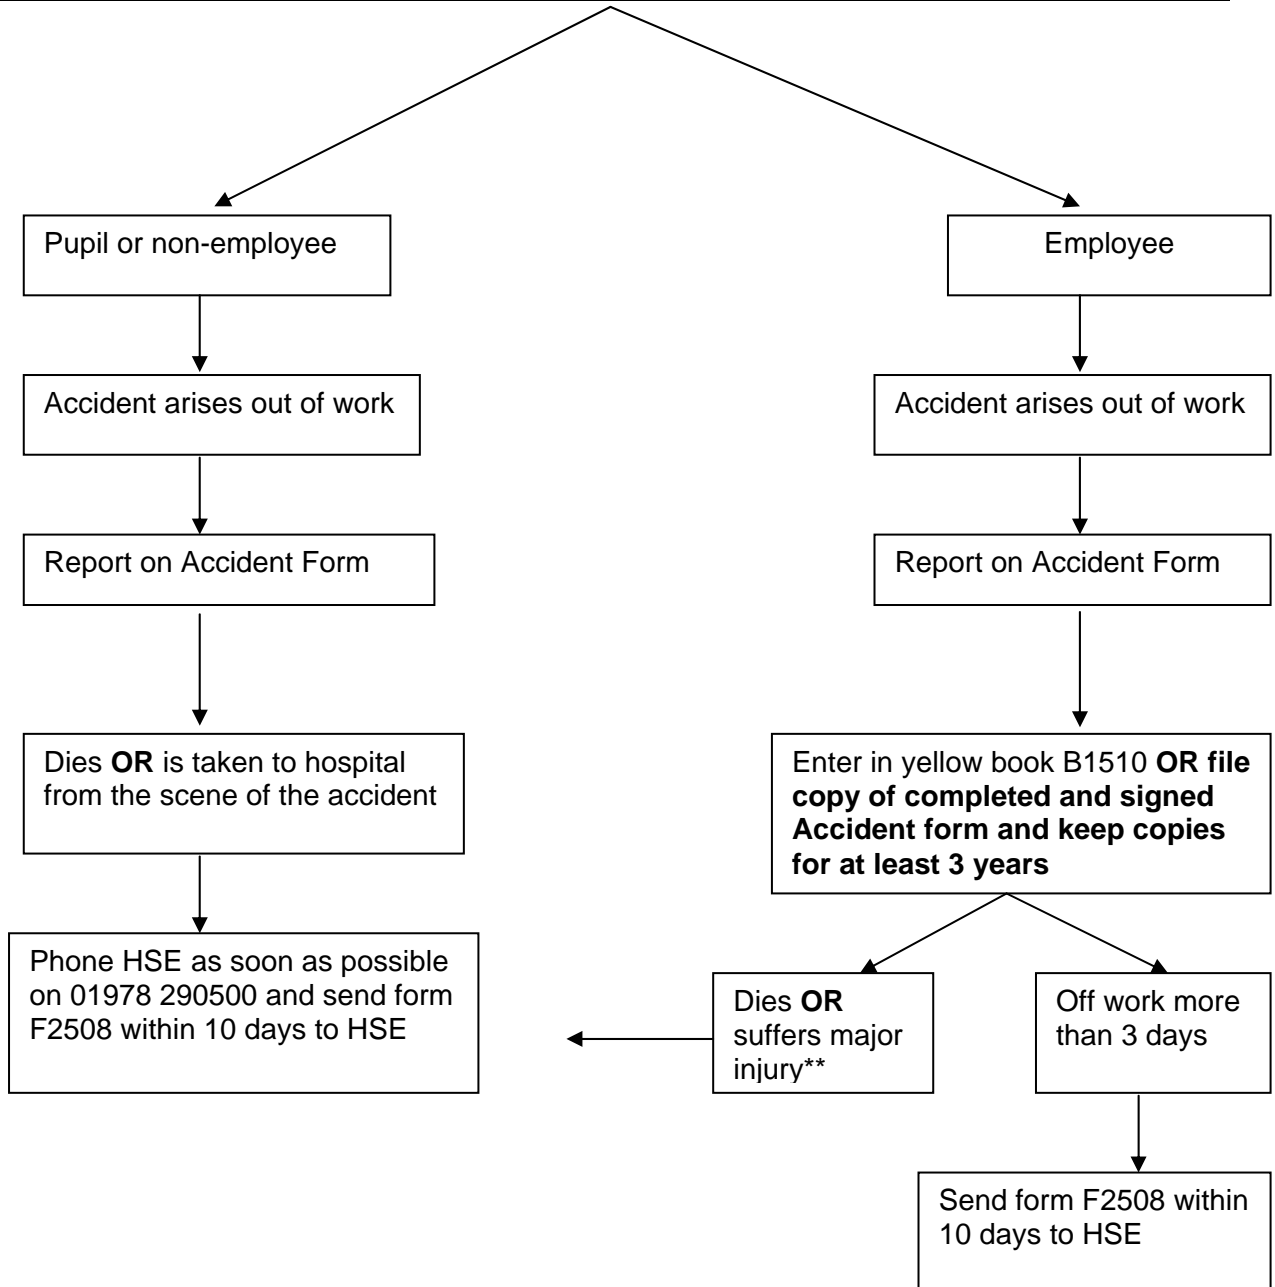 Pupil or non-employee
Employee
Accident arises out of work
Accident arises out of work
Report on Accident Form
Report on Accident Form
Dies OR is taken to hospital
from the scene of the accident
Enter in yellow book B1510 OR file
copy of completed and signed
Accident form and keep copies
for at least 3 years
Phone HSE as soon as possible
on 01978 290500 and send form
F2508 within 10 days to HSE
Dies OR
suffers major
injury**
Off work more
than 3 days
Send form F2508 within
10 days to HSE